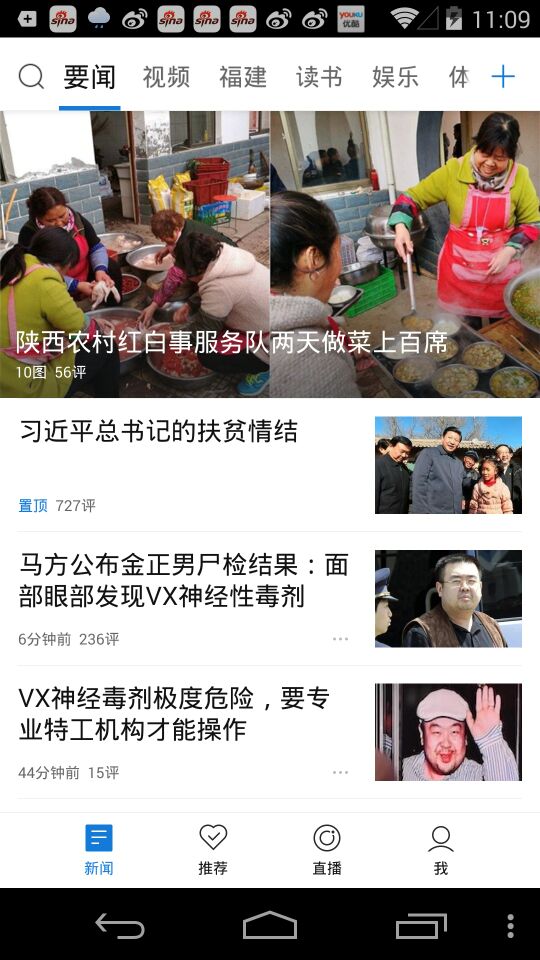 sina
sina
sina
sina
YOUKU
优酷
11:09
要闻 视频 福建 读书 娱乐 体
陕西农村红白事服务队两天做菜上百席
10图 56评
习近平总书记的扶贫情结
置顶 727评
马方公布金正男尸检结果：面
部眼部发现VX神经性毒剂
6分钟前 236评
VX神经毒剂极度危险，要专
业特工机构才能操作
44分钟前 15评
新闻 推荐 直播 我